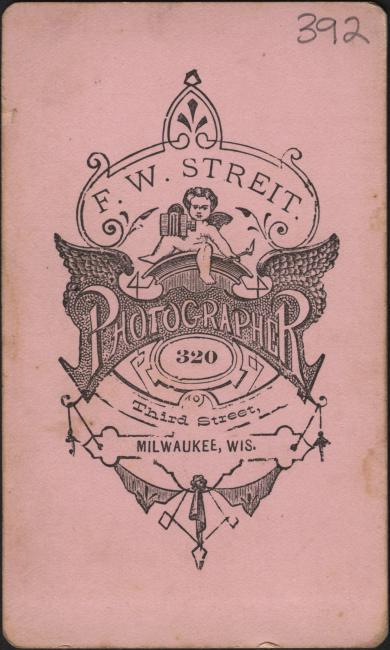 392
F. W. STREIT.
PHOTOGRAPHER
320
Third Street,
MILWAUKEE, WIS.